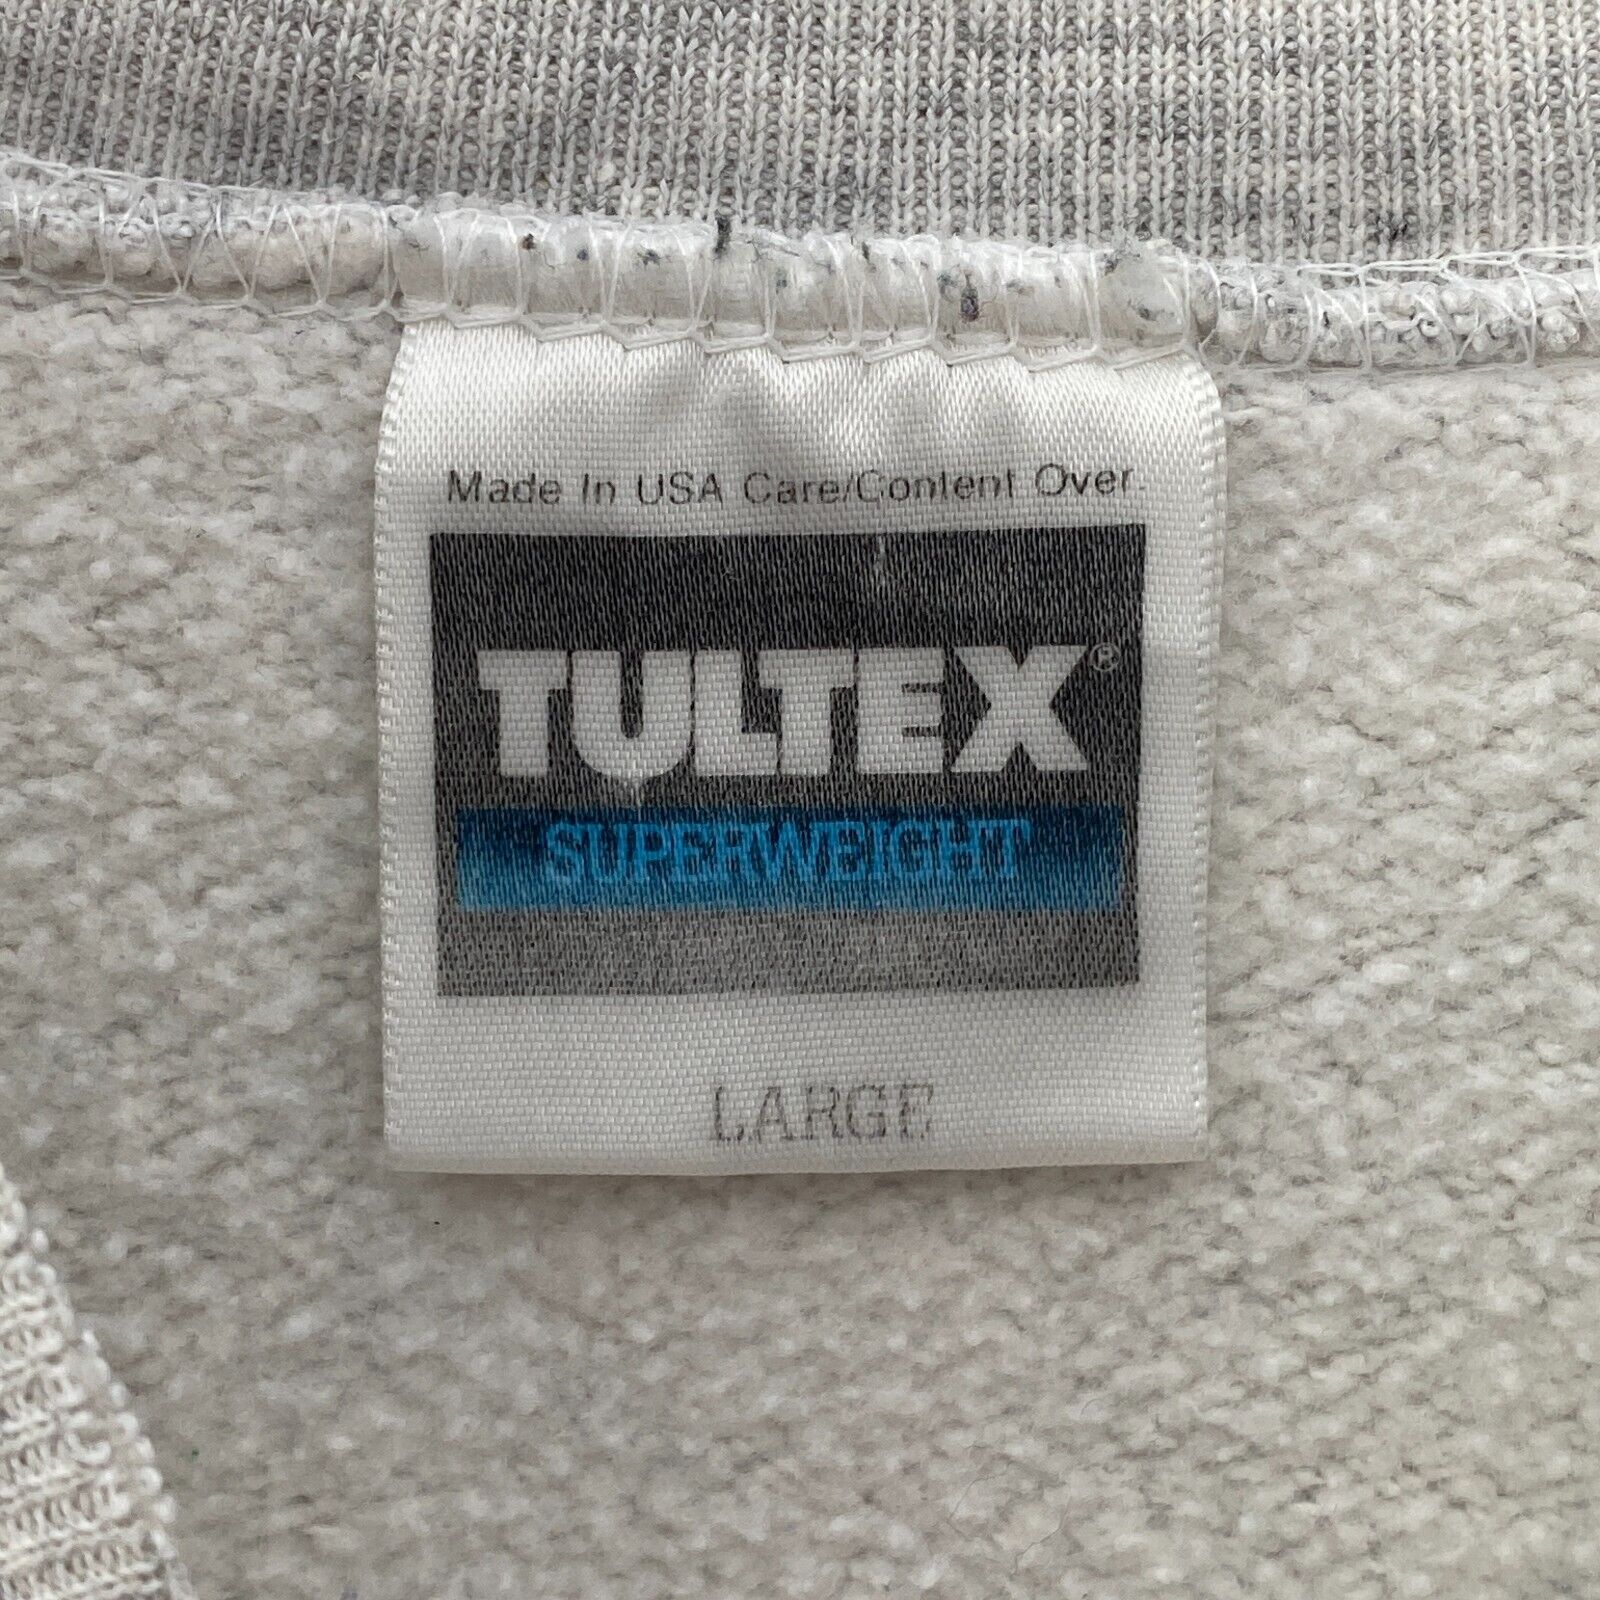 Made In USA Care/Content Over.
TULTEX®
SUPERWEIGHT
LARGE